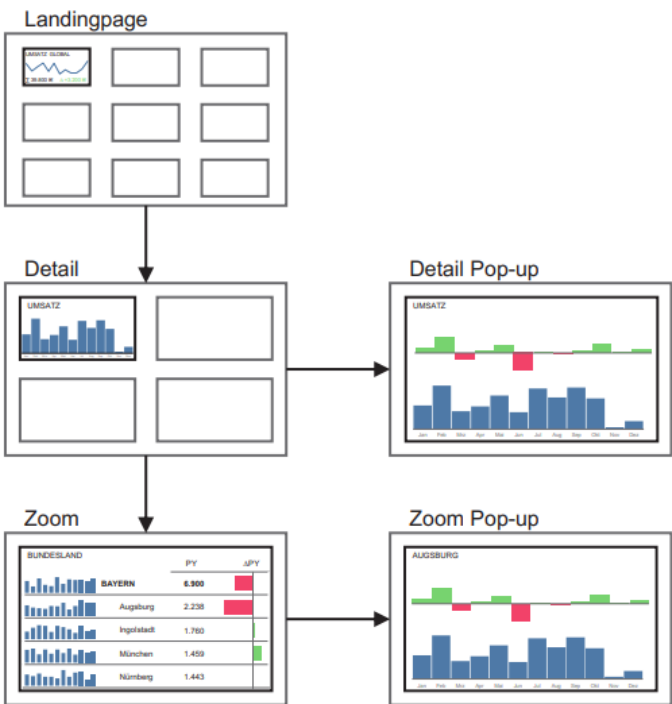 Landingpage
UMSATZ GLOBAL
Detail
Detail Pop-up
UMSATZ
UMSATZ
Jan Feb Mrz Apr Mai Jun Jul Aug Sep Okt Nov Dez
Zoom
Zoom Pop-up
BUNDESLAND
PY ΔPY
BAYERN 6.900
Augsburg 2.238
Ingolstadt 1.760
München 1.459
Nürnberg 1.443
AUGSBURG
Jan Feb Mrz Apr Mai Jun Jul Aug Sep Okt Nov Dez